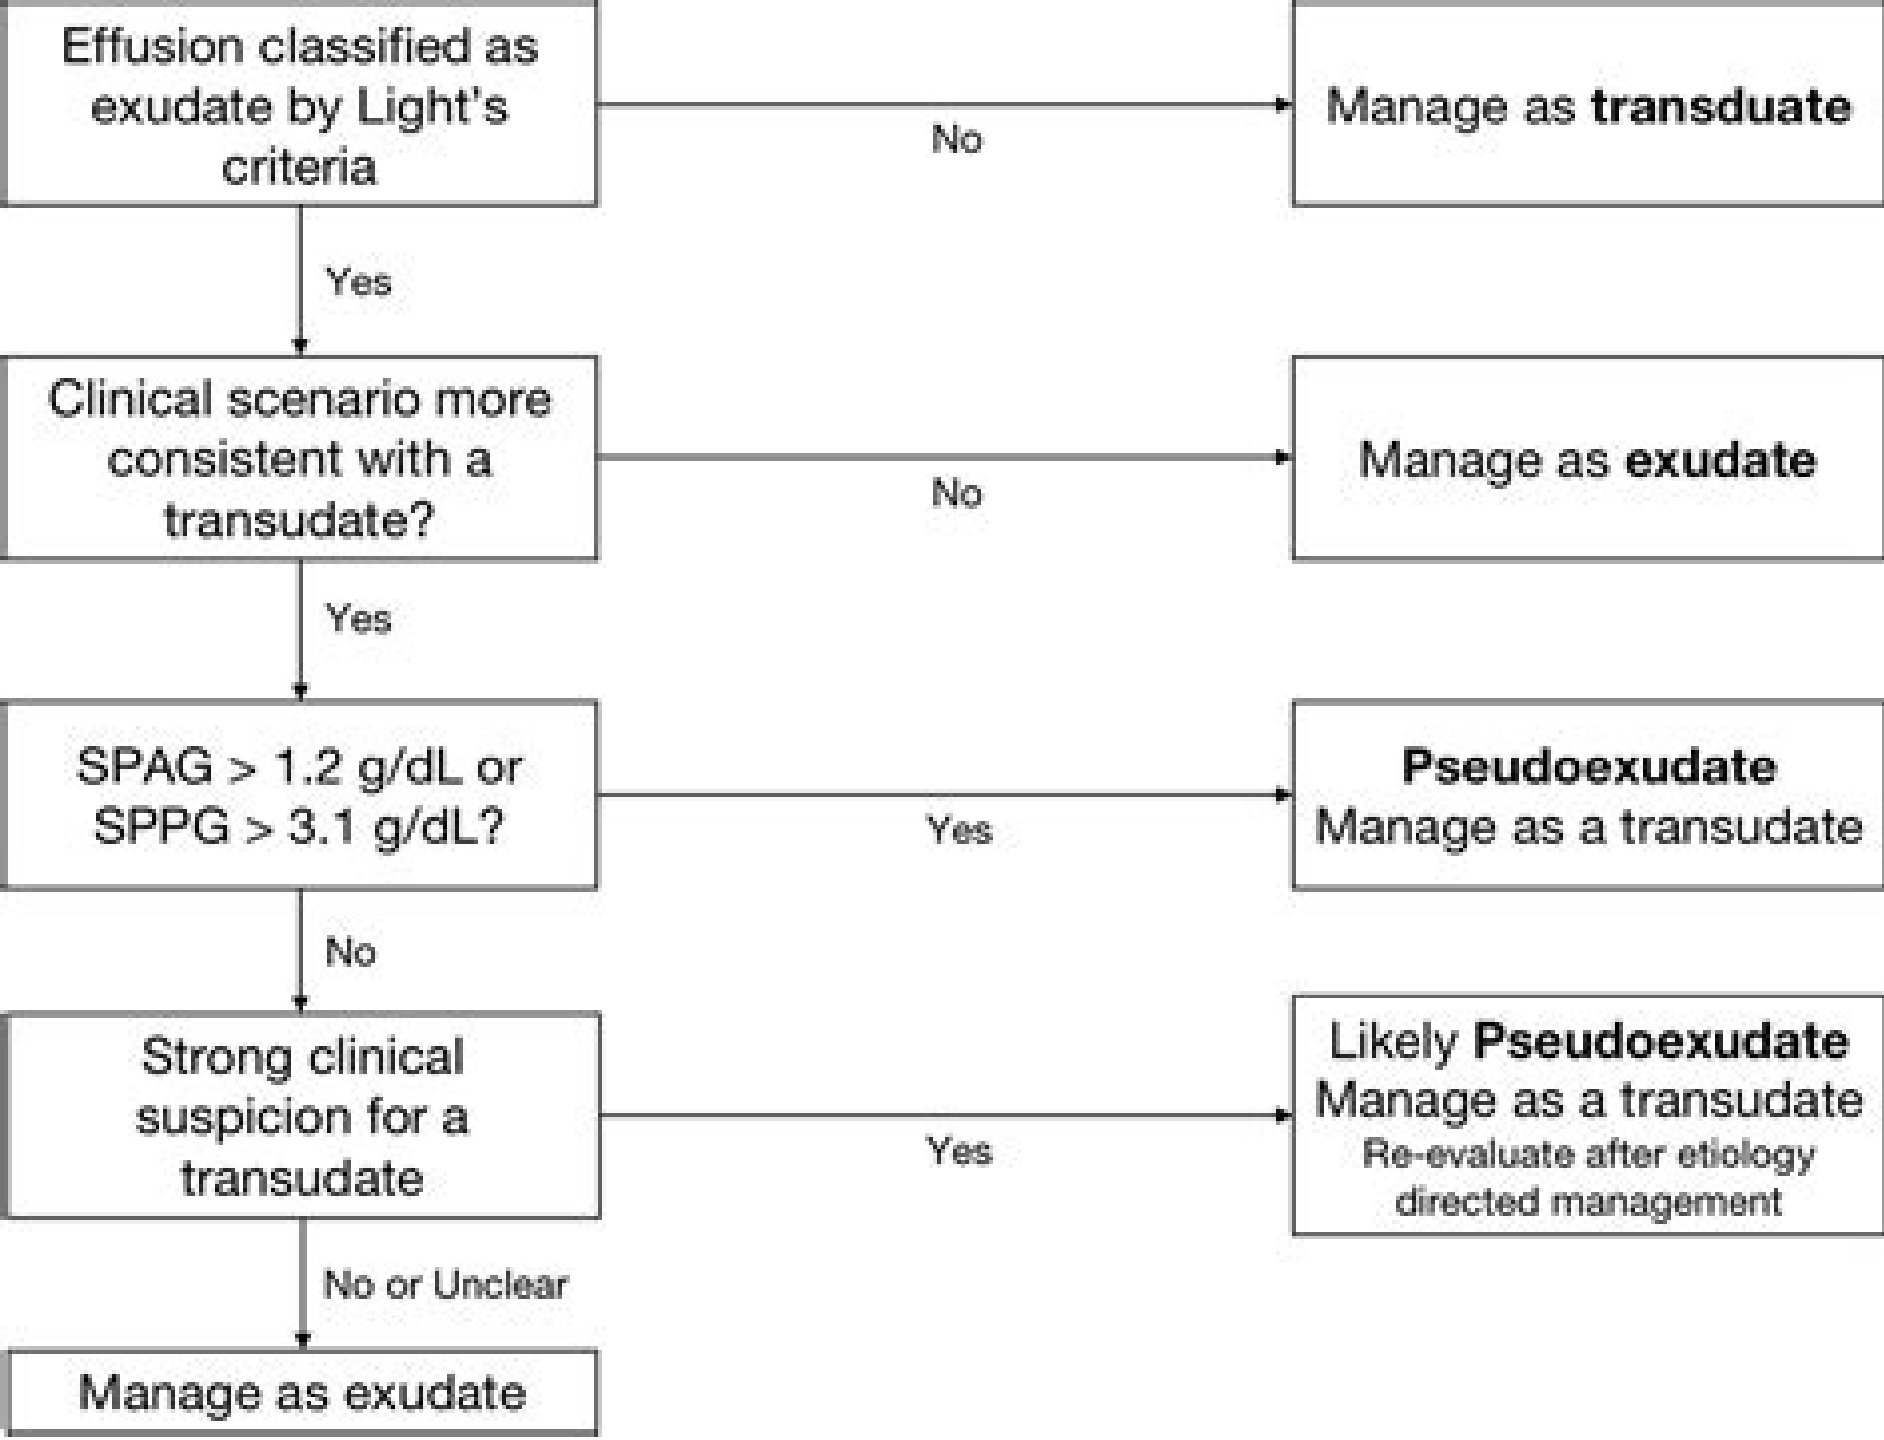 Effusion classified as
exudate by Light's
criteria
No
Manage as transduate
Yes
Clinical scenario more
consistent with a
transudate?
No
Manage as exudate
Yes
SPAG > 1.2 g/dL or
SPPG > 3.1 g/dL?
Yes
Pseudoexudate
Manage as a transudate
No
Strong clinical
suspicion for a
transudate
Yes
Likely Pseudoexudate
Manage as a transudate
Re-evaluate after etiology
directed management
No or Unclear
Manage as exudate